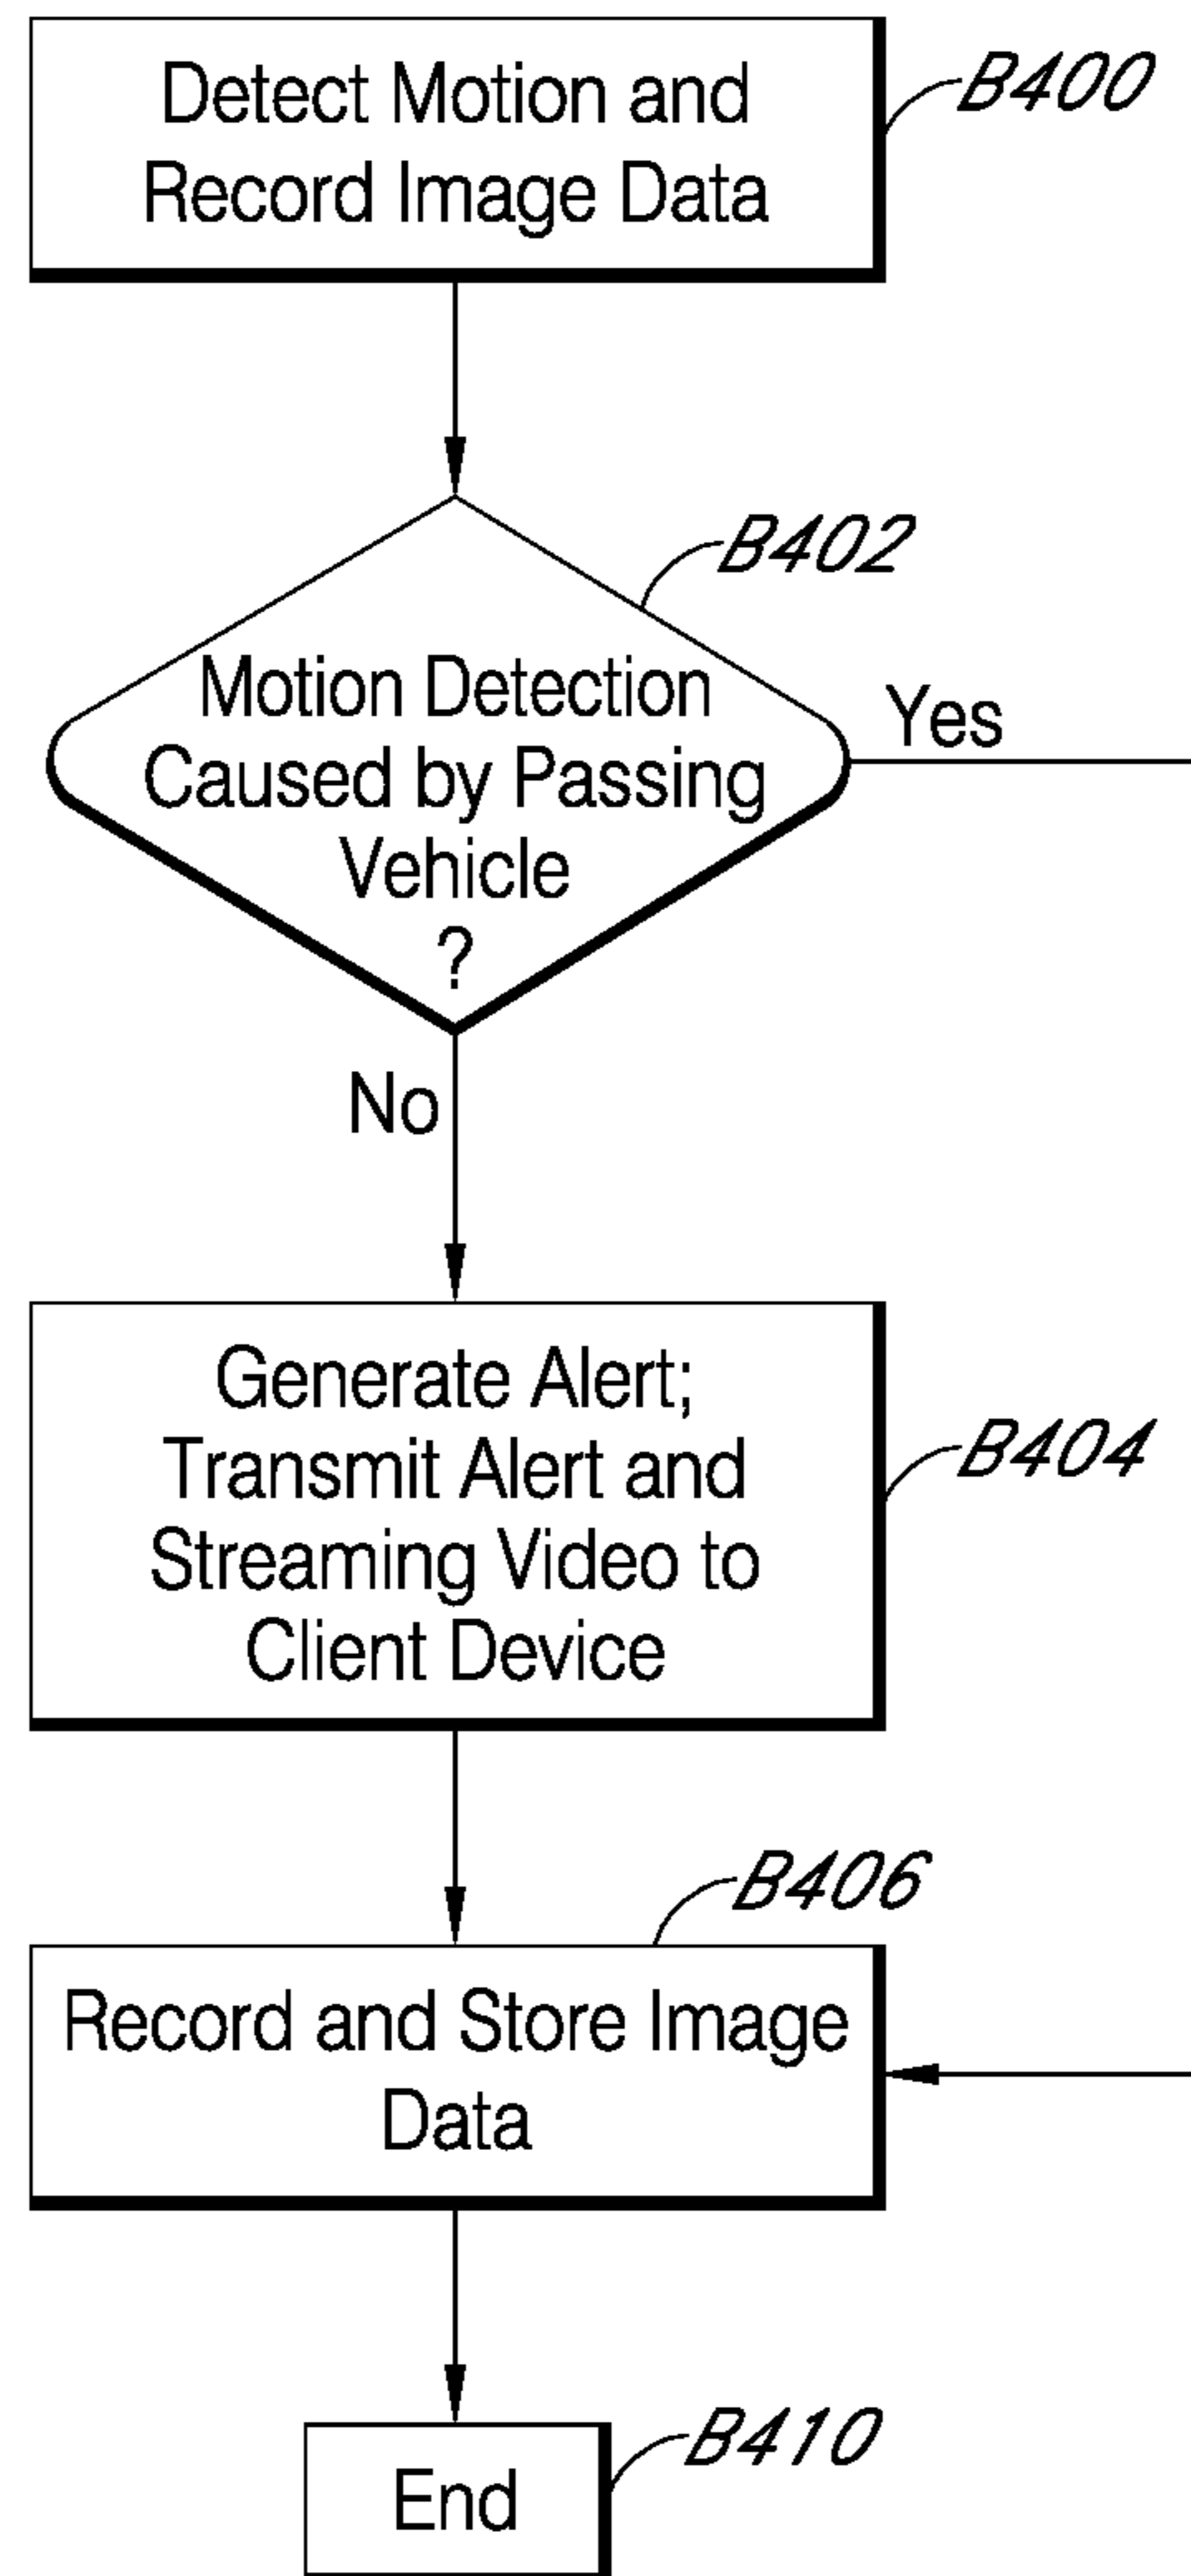 Detect Motion and
Record Image Data
B400
B402
Motion Detection
Caused by Passing
Vehicle
?
Yes
No
Generate Alert;
Transmit Alert and
Streaming Video to
Client Device
B404
B406
Record and Store Image
Data
B410
End